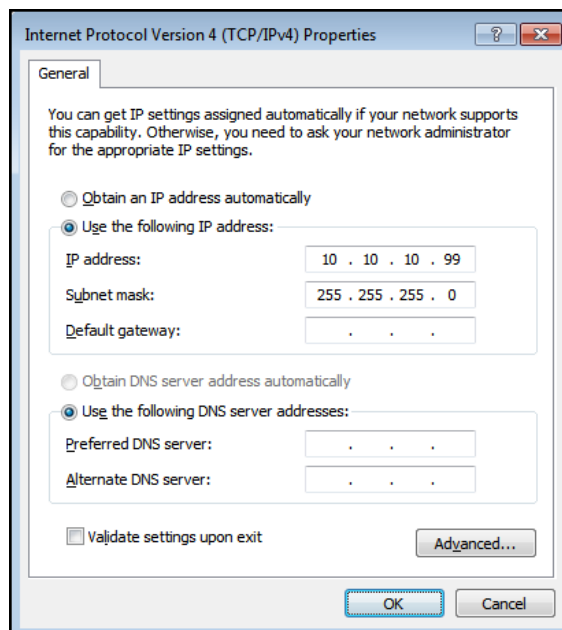 Internet Protocol Version 4 (TCP/IPv4) Properties
General
You can get IP settings assigned automatically if your network supports
this capability. Otherwise, you need to ask your network administrator
for the appropriate IP settings.
Obtain an IP address automatically
Use the following IP address:
IP address: 10 . 10 . 10 . 99
Subnet mask: 255 . 255 . 255 . 0
Default gateway: . . .
Obtain DNS server address automatically
Use the following DNS server addresses:
Preferred DNS server: . . .
Alternate DNS server: . . .
Validate settings upon exit
Advanced...
OK Cancel